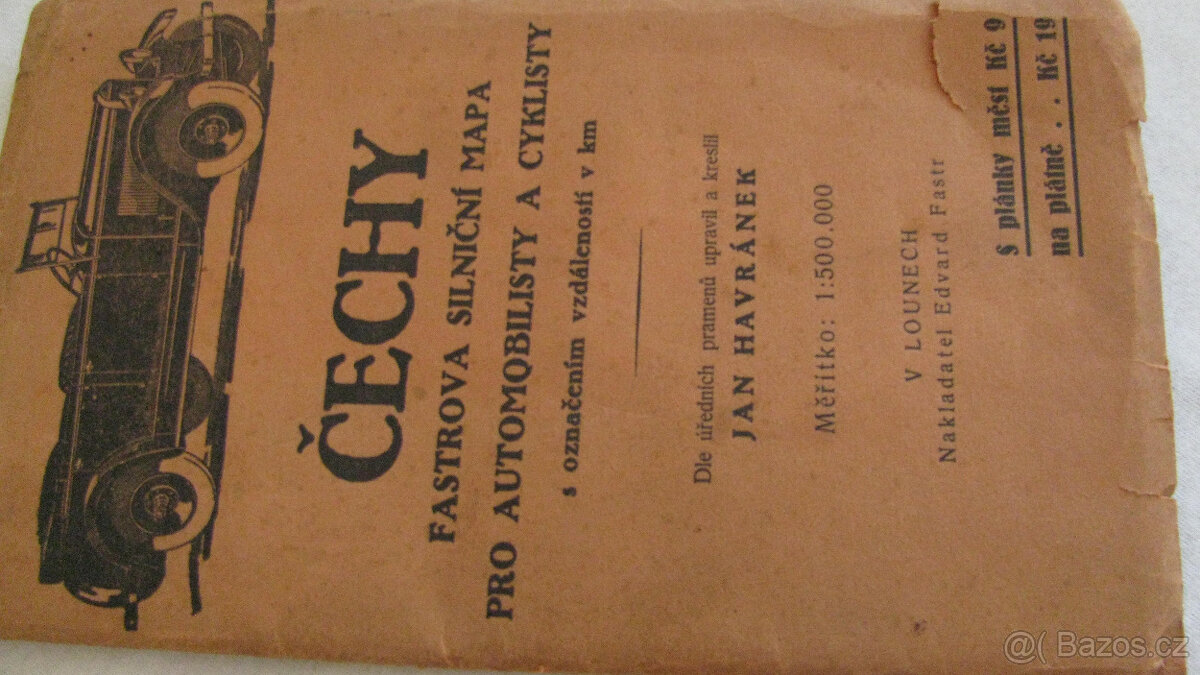 ČECHY
FASTROVA SILNIČNÍ MAPA
PRO AUTOMOBILISTY A CYKLISTY
s označením vzdáleností v km
Dle úředních pramenů upravil a kreslil
JAN HAVRÁNEK
Měřítko: 1:500.000
V LOUNECH
Nakladatel Edvard Fastr
s plánky měst Kč 9
na plátně . . Kč 19
@( Bazos.cz